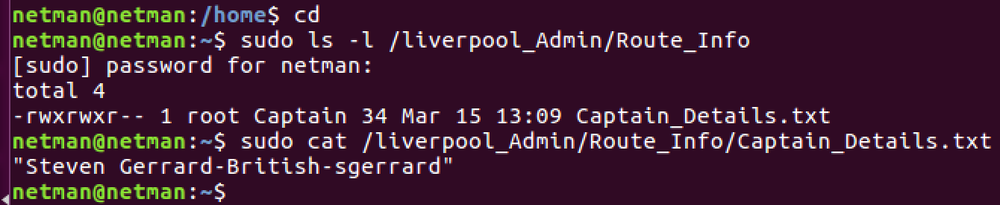 netman@netman:/home$ cd
netman@netman:~$ sudo ls -l /liverpool_Admin/Route_Info
[sudo] password for netman:
total 4
-rwxrwxr-- 1 root Captain 34 Mar 15 13:09 Captain_Details.txt
netman@netman:~$ sudo cat /liverpool_Admin/Route_Info/Captain_Details.txt
"Steven Gerrard-British-sgerrard"
netman@netman:~$